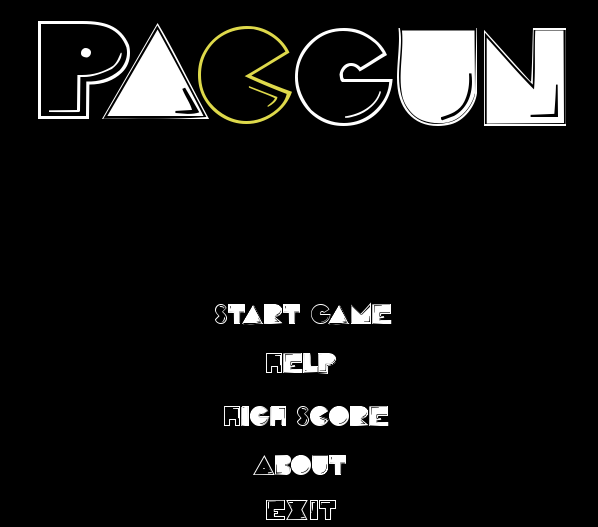 PACGUN
START GAME
HELP
HIGH SCORE
ABOUT
EXIT